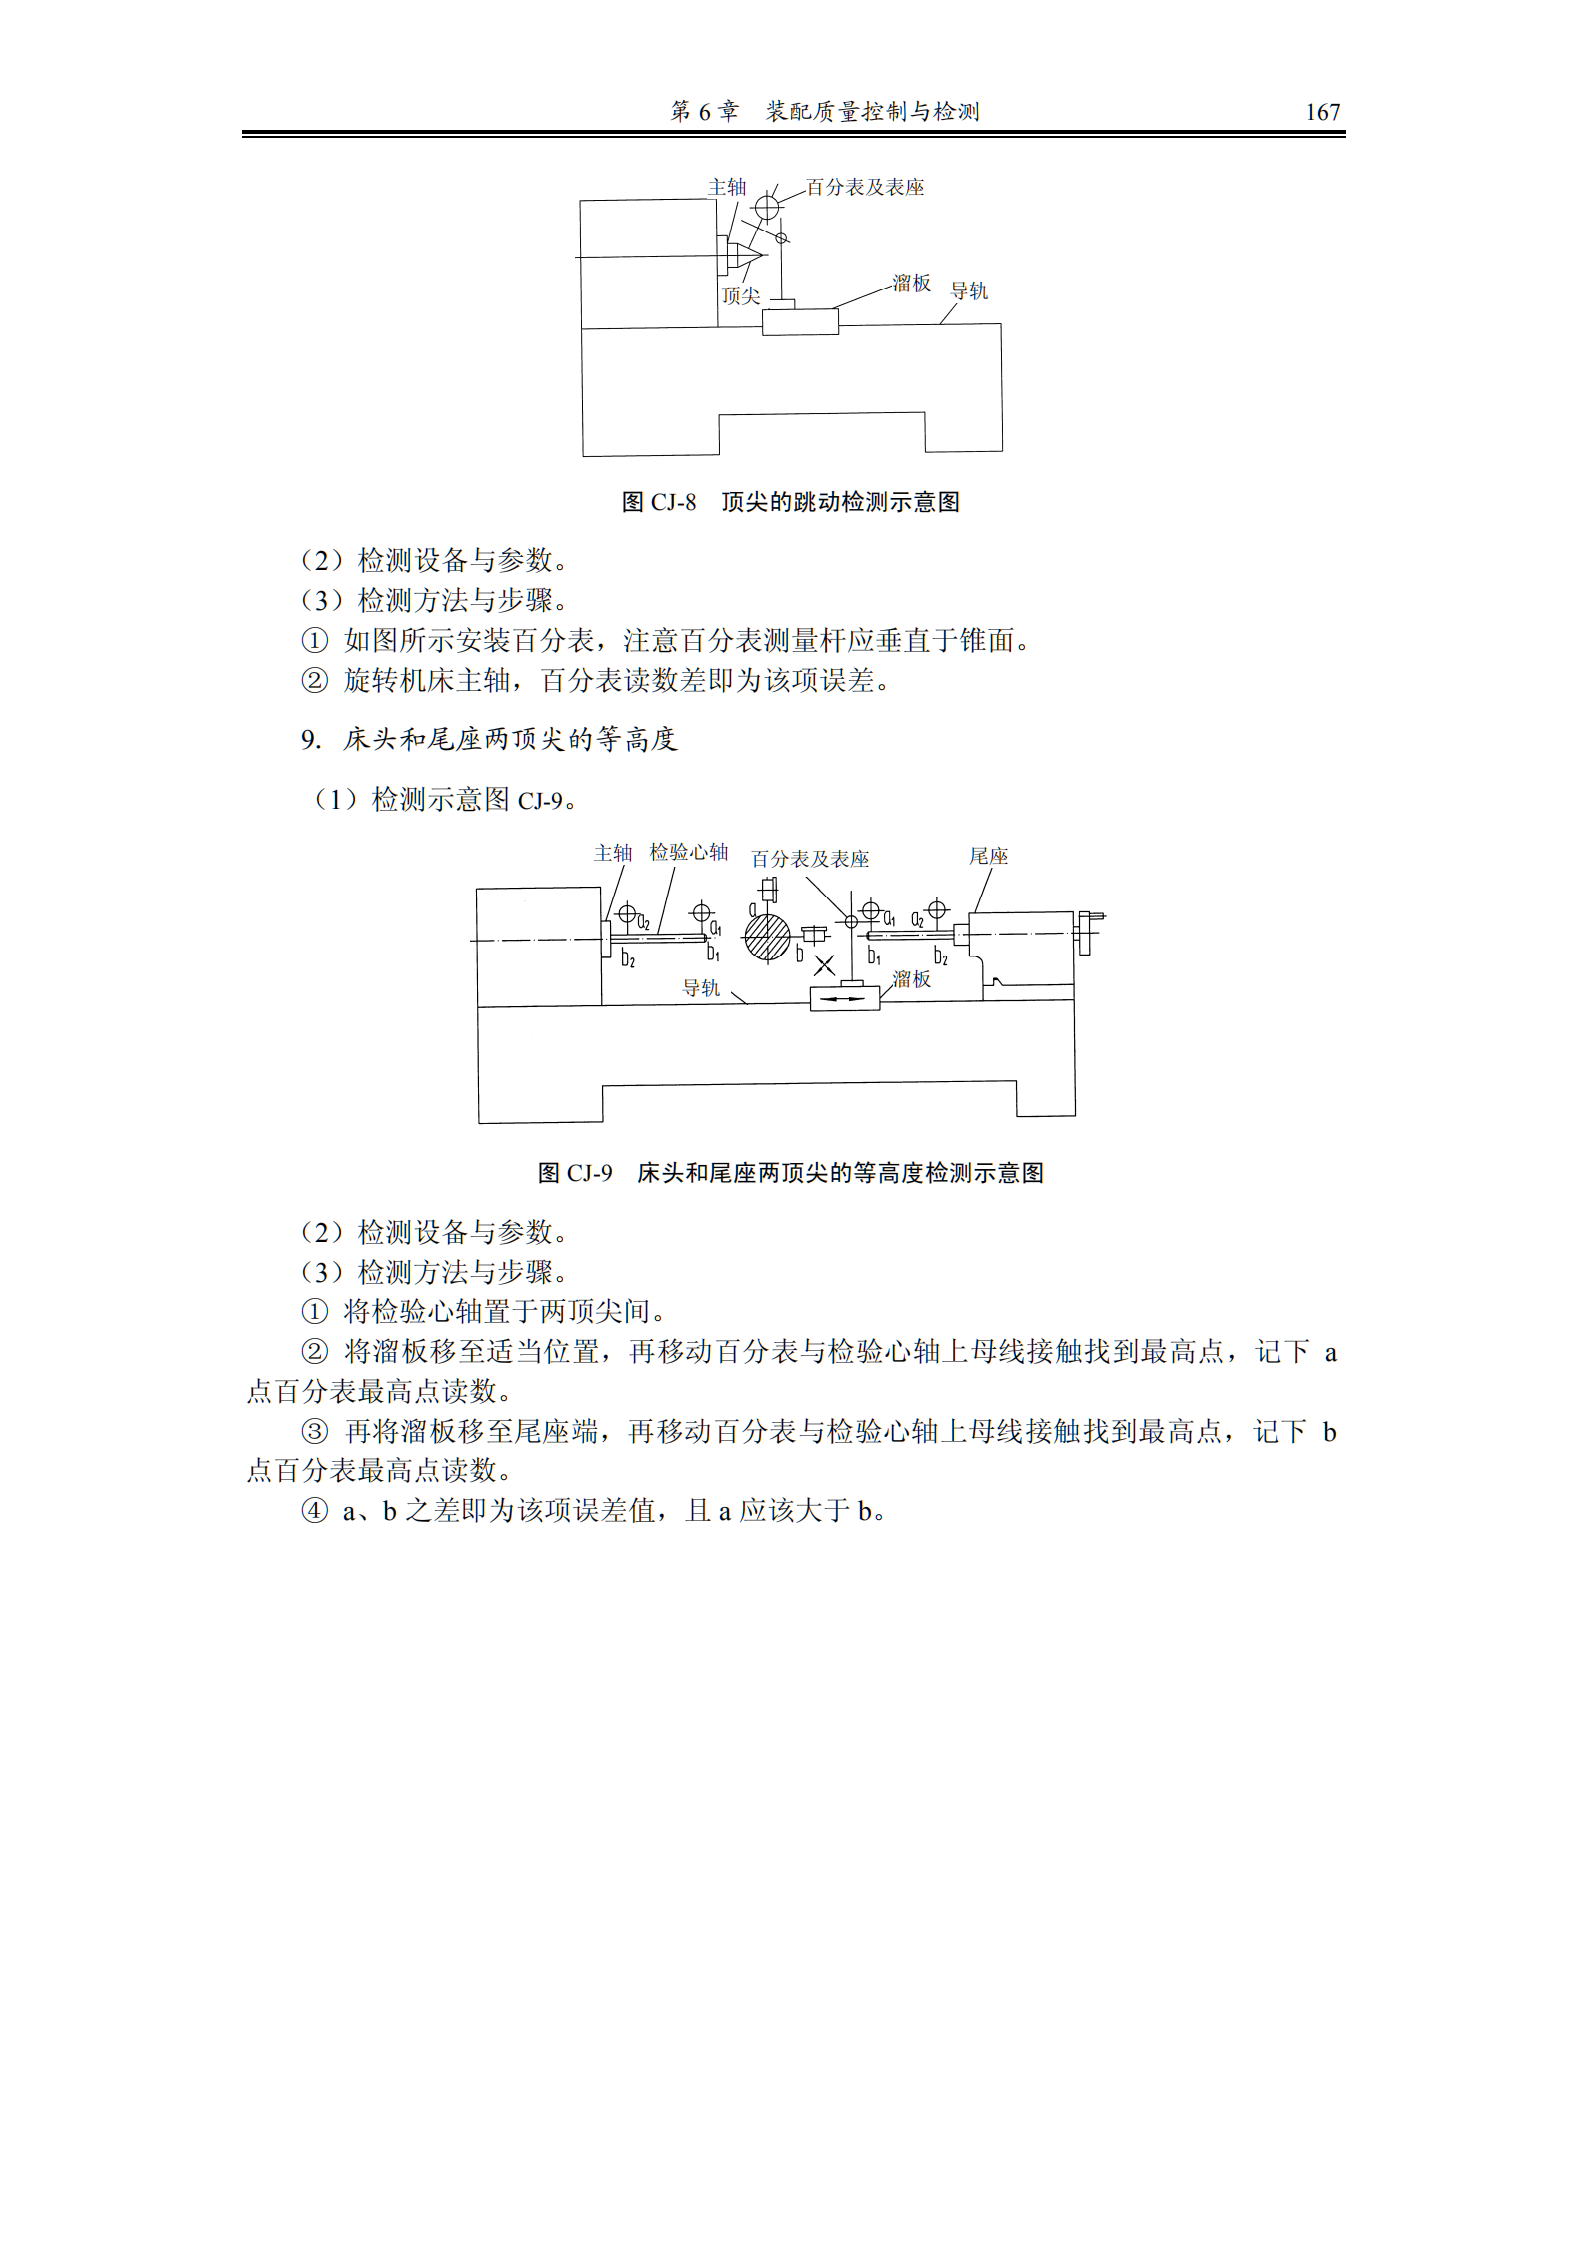 第 6 章 装配质量控制与检测 167
主轴 百分表及表座
顶尖 溜板 导轨
图 CJ-8 顶尖的跳动检测示意图
（2）检测设备与参数。
（3）检测方法与步骤。
① 如图所示安装百分表，注意百分表测量杆应垂直于锥面。
② 旋转机床主轴，百分表读数差即为该项误差。
9. 床头和尾座两顶尖的等高度
（1）检测示意图 CJ-9。
主轴 检验心轴 百分表及表座 尾座
a2 a1 a a1 a2
b2 b1 b b1 b2
导轨 溜板
图 CJ-9 床头和尾座两顶尖的等高度检测示意图
（2）检测设备与参数。
（3）检测方法与步骤。
① 将检验心轴置于两顶尖间。
② 将溜板移至适当位置，再移动百分表与检验心轴上母线接触找到最高点，记下 a
点百分表最高点读数。
③ 再将溜板移至尾座端，再移动百分表与检验心轴上母线接触找到最高点，记下 b
点百分表最高点读数。
④ a、b 之差即为该项误差值，且 a 应该大于 b。